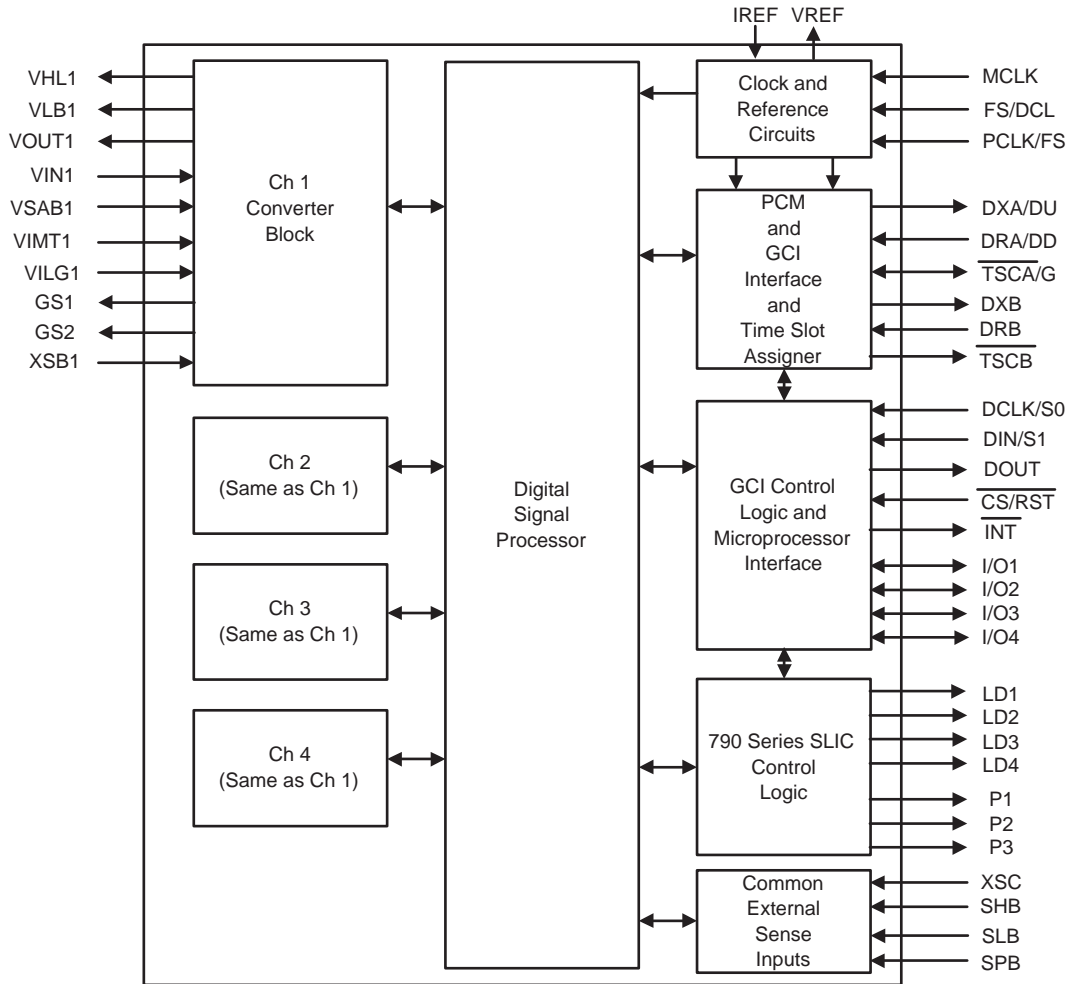 IREF VREF
VHL1
VLB1
VOUT1
VIN1
VSAB1
VIMT1
VILG1
GS1
GS2
XSB1
Ch 1
Converter
Block
Ch 2
(Same as Ch 1)
Ch 3
(Same as Ch 1)
Ch 4
(Same as Ch 1)
Digital
Signal
Processor
Clock and
Reference
Circuits
PCM
and
GCI
Interface
and
Time Slot
Assigner
GCI Control
Logic and
Microprocessor
Interface
790 Series SLIC
Control
Logic
Common
External
Sense
Inputs
MCLK
FS/DCL
PCLK/FS
DXA/DU
DRA/DD
TSCA/G
DXB
DRB
TSCB
DCLK/S0
DIN/S1
DOUT
CS/RST
INT
I/O1
I/O2
I/O3
I/O4
LD1
LD2
LD3
LD4
P1
P2
P3
XSC
SHB
SLB
SPB